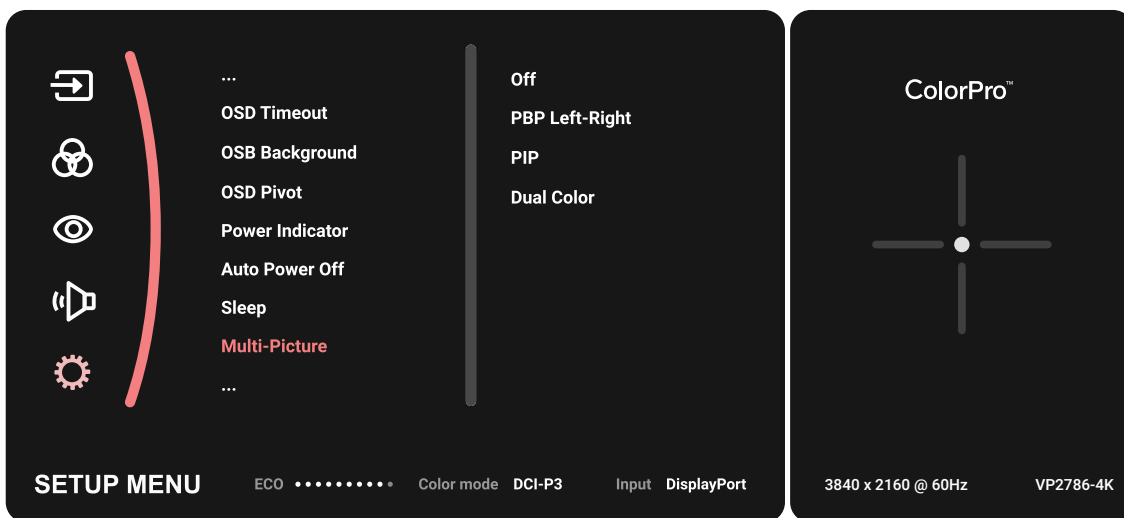 ...
OSD Timeout
OSB Background
OSD Pivot
Power Indicator
Auto Power Off
Sleep
Multi-Picture
...
Off
PBP Left-Right
PIP
Dual Color
SETUP MENU
ECO
Color mode DCI-P3
Input DisplayPort
ColorPro™
3840 x 2160 @ 60Hz
VP2786-4K